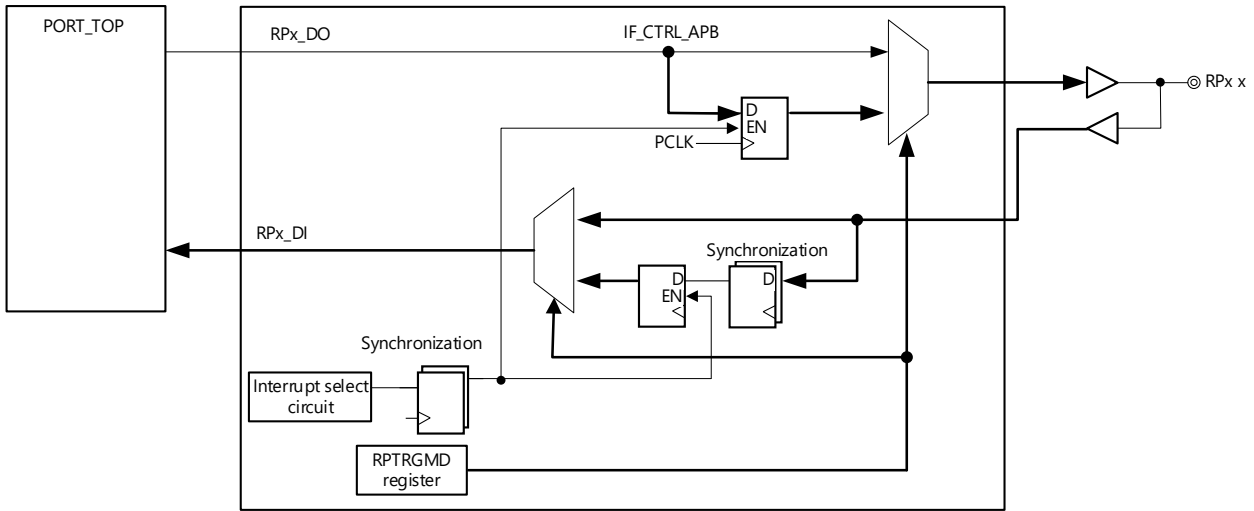 PORT_TOP
RPx_DO
IF_CTRL_APB
RPx x
D
EN
PCLK
RPx_DI
Synchronization
D
EN
D
Synchronization
Interrupt select
circuit
RPTRGMD
register